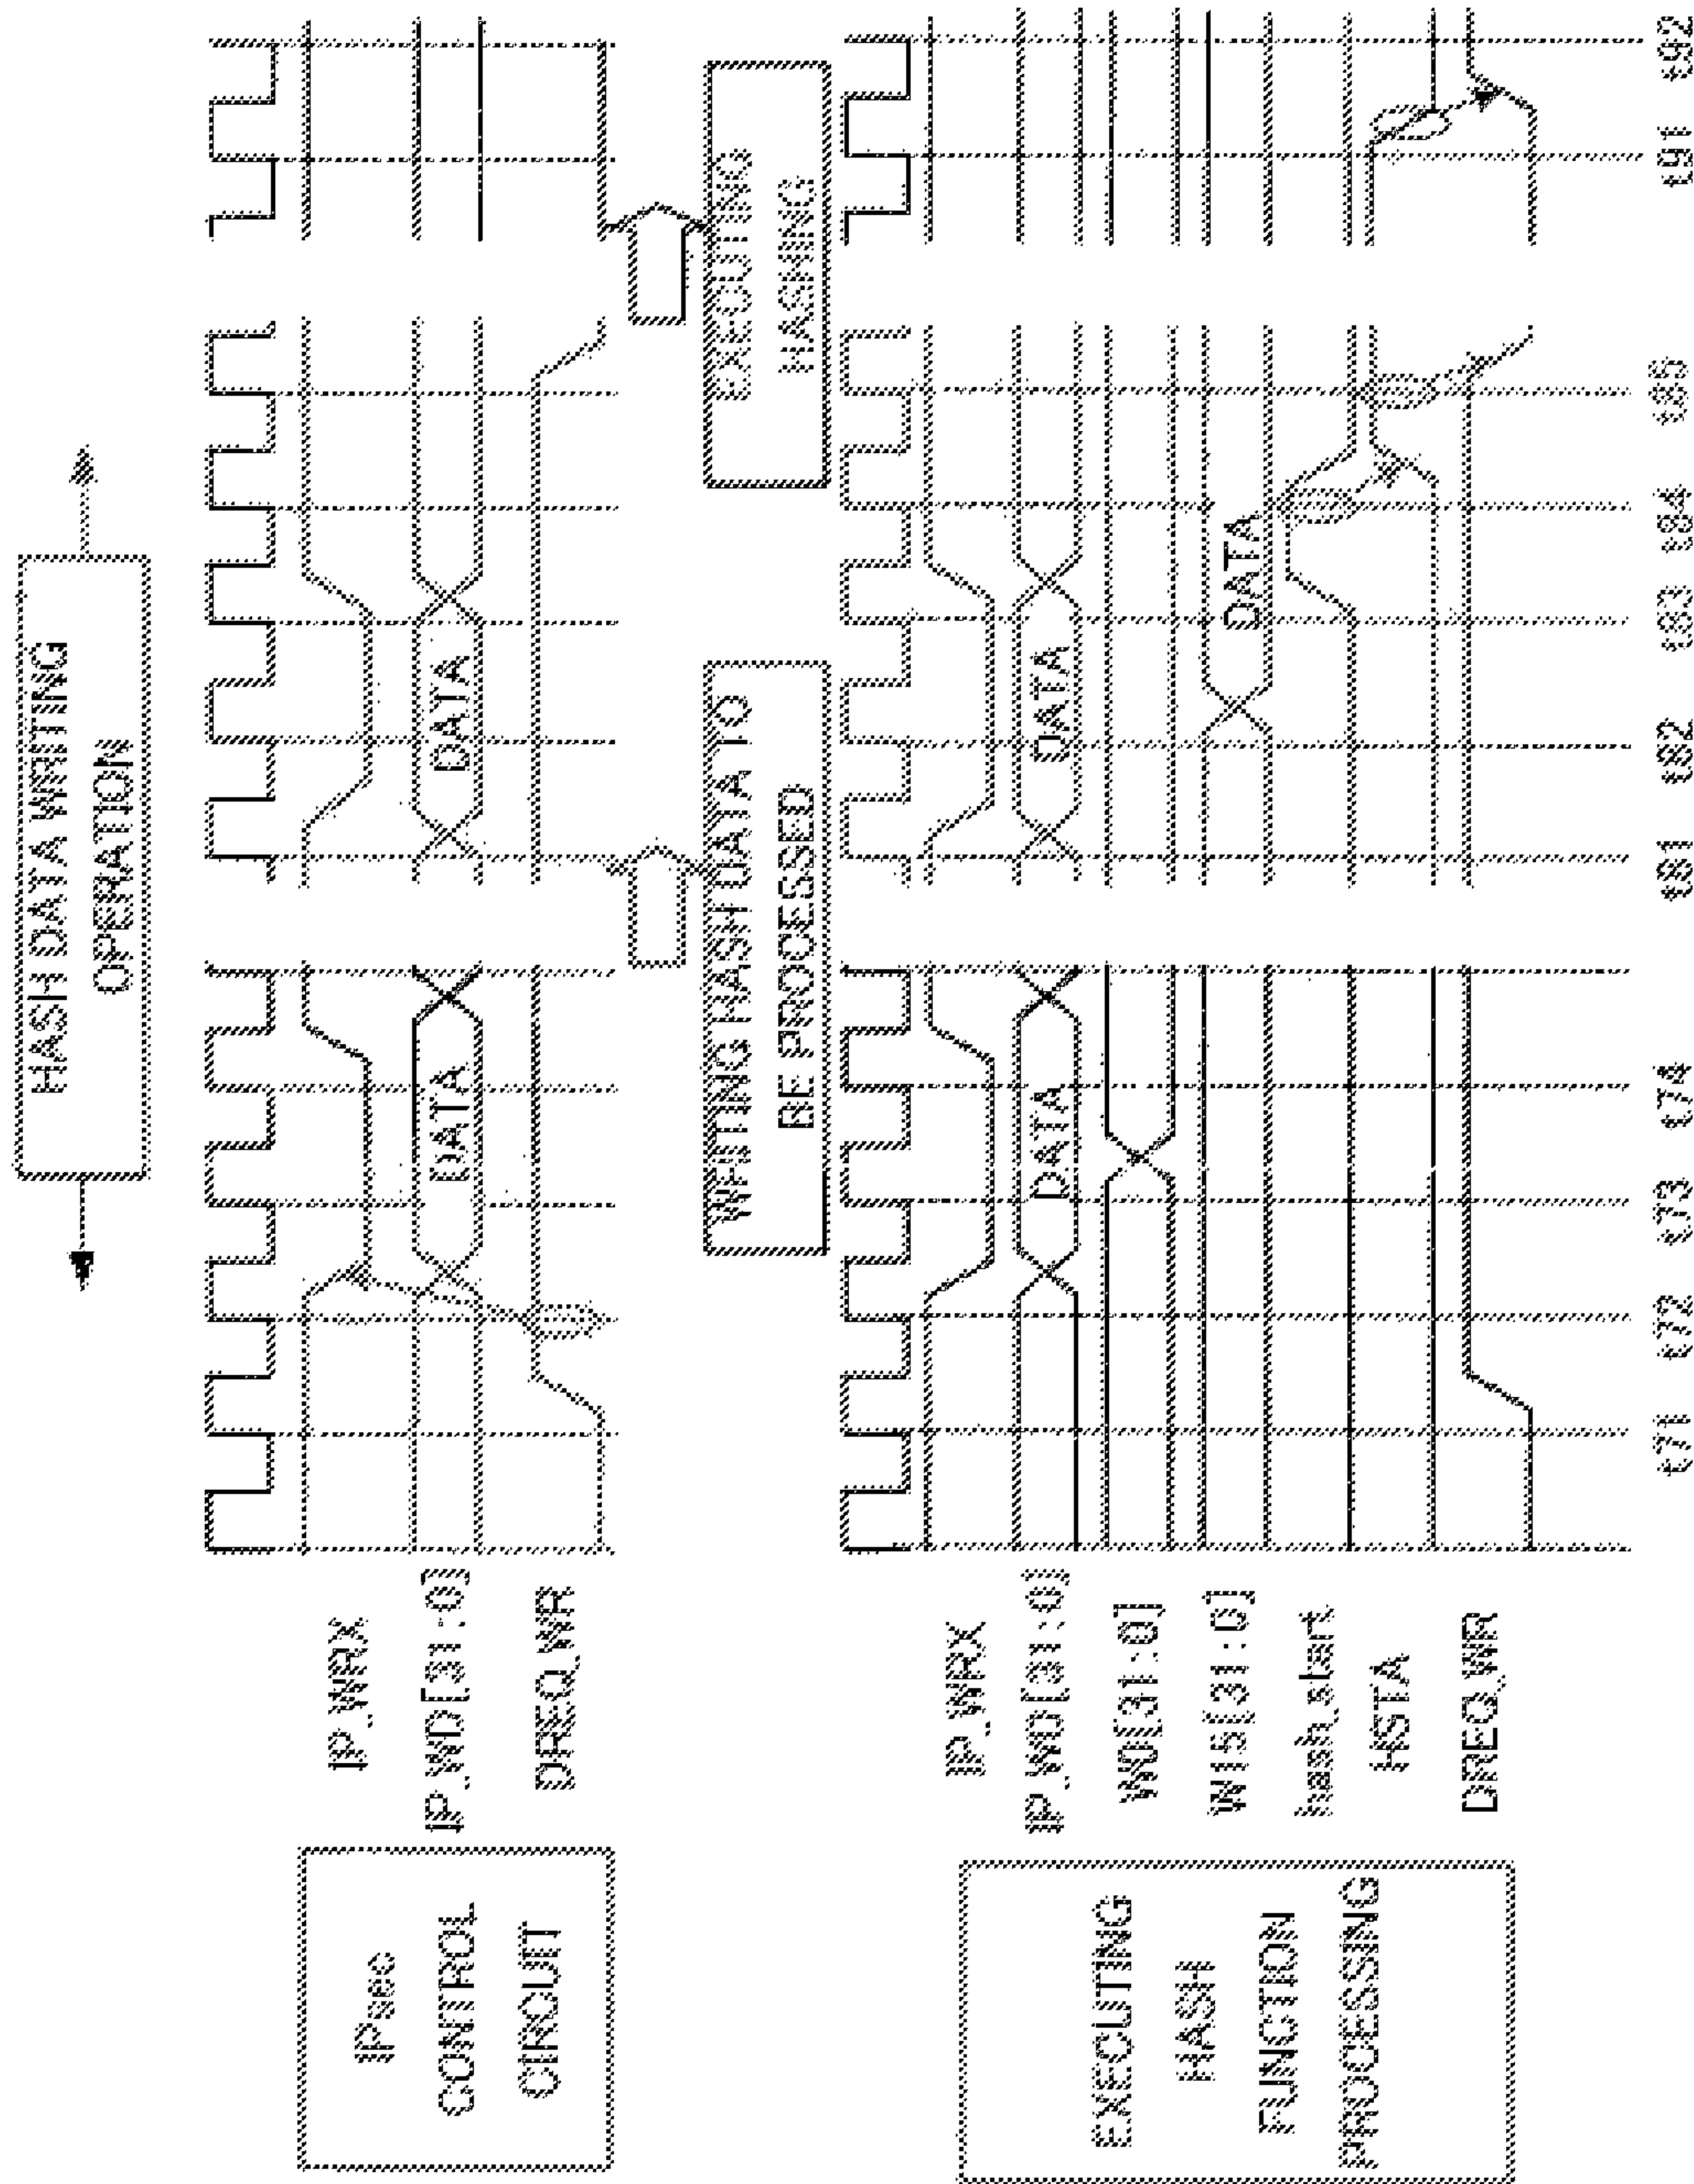 HASH DATA WRITING
OPERATION
IPsec
CONTROL
CIRCUIT
IP_WRX
IP_WD[31:0]
DREQ_WR
DATA
DATA
WRITING HASH DATA TO
BE PROCESSED
EXECUTING
HASHING
EXECUTING
HASH
FUNCTION
PROCESSING
IP_WRX
IP_WD[31:0]
W0[31:0]
W15[31:0]
hash_start
HSTA
DREQ_WR
DATA
DATA
DATA
t71 t72 t73 t74 t81 t82 t83 t84 t85 t91 t92